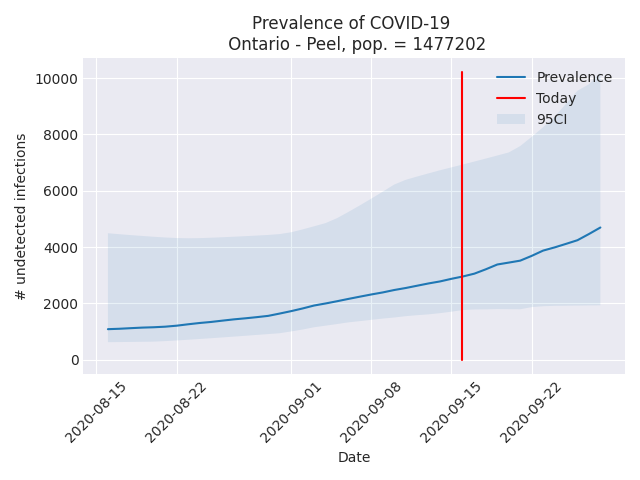 Prevalence of COVID-19
Ontario - Peel, pop. = 1477202
10000
8000
6000
4000
2000
0
# undetected infections
Prevalence
Today
95CI
2020-08-15
2020-08-22
2020-09-01
2020-09-08
2020-09-15
2020-09-22
Date